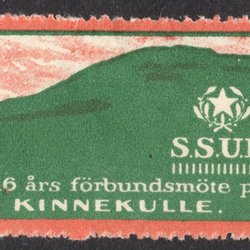 S.S.U.
6 års förbundsmöte p
KINNEKULLE.